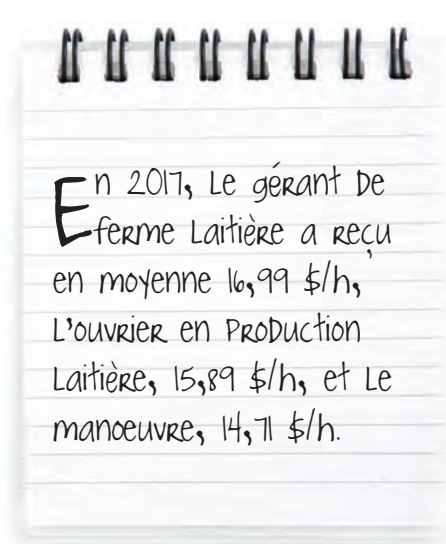 En 2017, le gérant de
ferme laitière a reçu
en moyenne 16,99 $/h,
l'ouvrier en production
laitière, 15,89 $/h, et le
manoeuvre, 14,71 $/h.